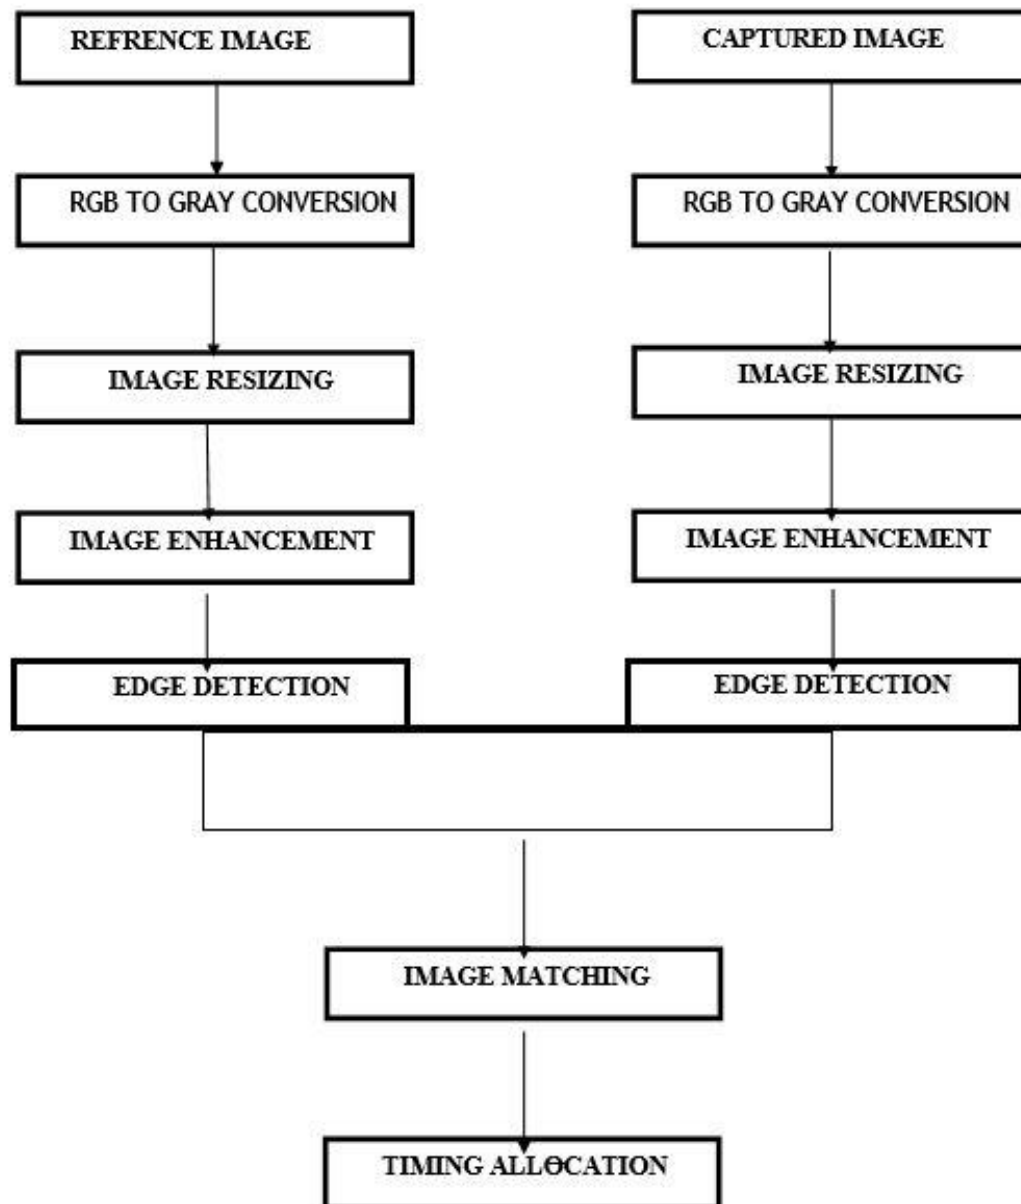 REFRENCE IMAGE
CAPTURED IMAGE
RGB TO GRAY CONVERSION
RGB TO GRAY CONVERSION
IMAGE RESIZING
IMAGE RESIZING
IMAGE ENHANCEMENT
IMAGE ENHANCEMENT
EDGE DETECTION
EDGE DETECTION
IMAGE MATCHING
TIMING ALLOCATION